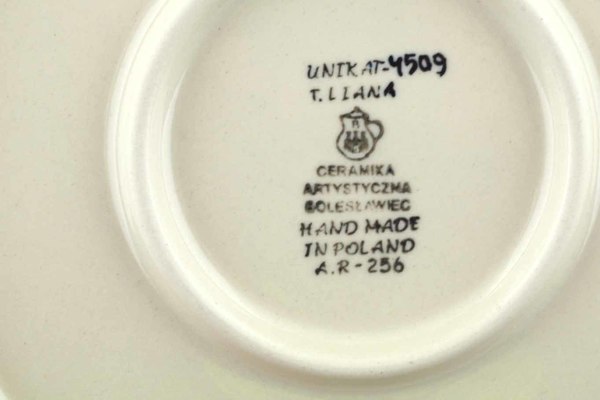 UNIKAT-4509
T. LIANA
B
CERAMIKA
ARTYSTYCZNA
BOLESŁAWIEC
HAND MADE
IN POLAND
A.R-256